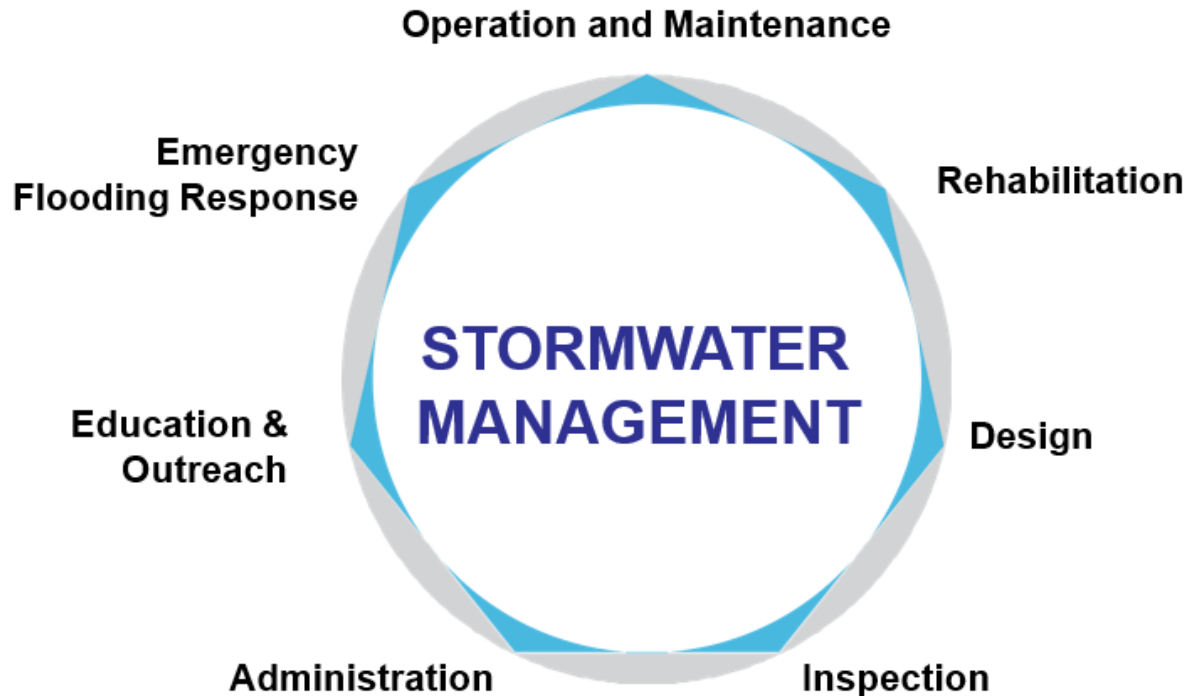 Operation and Maintenance
Emergency
Flooding Response
Rehabilitation
STORMWATER
MANAGEMENT
Education &
Outreach
Design
Administration
Inspection